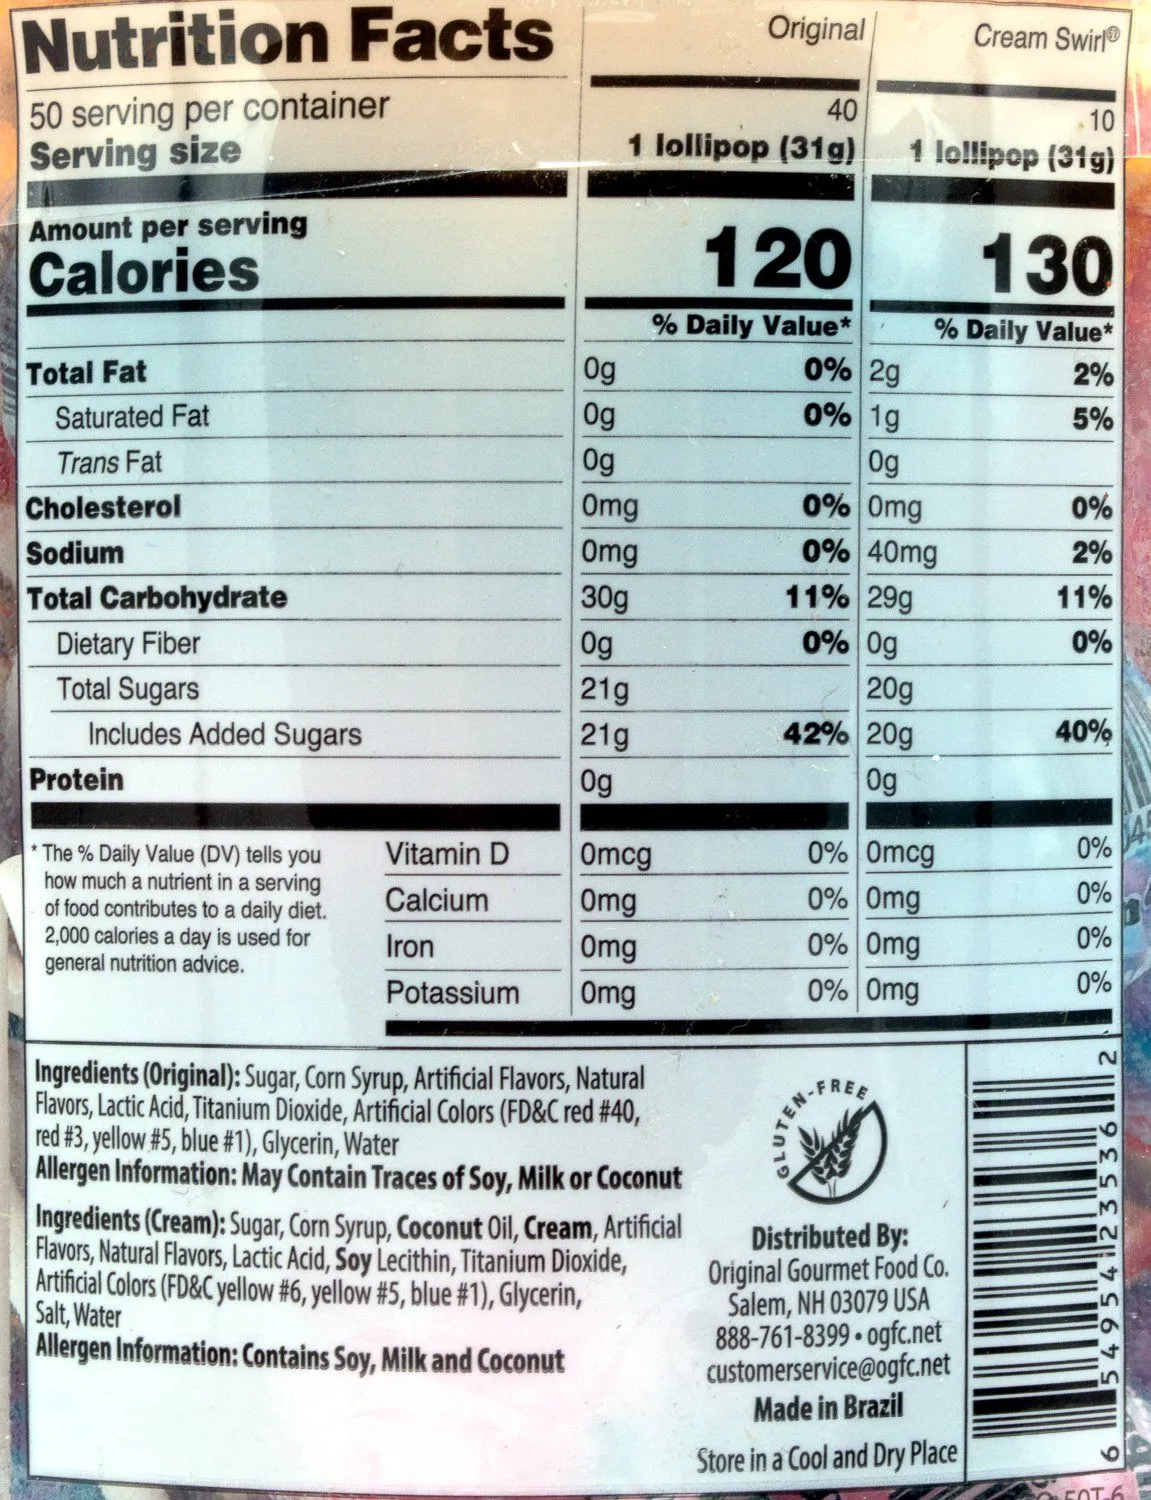 Nutrition Facts Original Cream Swirl®
50 serving per container 40 10
Serving size 1 lollipop (31g) 1 lollipop (31g)
Amount per serving
Calories 120 130
% Daily Value* % Daily Value*
Total Fat 0g 0% 2g 2%
Saturated Fat 0g 0% 1g 5%
Trans Fat 0g 0g
Cholesterol 0mg 0% 0mg 0%
Sodium 0mg 0% 40mg 2%
Total Carbohydrate 30g 11% 29g 11%
Dietary Fiber 0g 0% 0g 0%
Total Sugars 21g 20g
Includes Added Sugars 21g 42% 20g 40%
Protein 0g 0g
* The % Daily Value (DV) tells you
how much a nutrient in a serving
of food contributes to a daily diet.
2,000 calories a day is used for
general nutrition advice.
Vitamin D 0mcg 0% 0mcg 0%
Calcium 0mg 0% 0mg 0%
Iron 0mg 0% 0mg 0%
Potassium 0mg 0% 0mg 0%
Ingredients (Original): Sugar, Corn Syrup, Artificial Flavors, Natural
Flavors, Lactic Acid, Titanium Dioxide, Artificial Colors (FD&C red #40,
red #3, yellow #5, blue #1), Glycerin, Water
Allergen Information: May Contain Traces of Soy, Milk or Coconut
Ingredients (Cream): Sugar, Corn Syrup, Coconut Oil, Cream, Artificial
Flavors, Natural Flavors, Lactic Acid, Soy Lecithin, Titanium Dioxide,
Artificial Colors (FD&C yellow #6, yellow #5, blue #1), Glycerin,
Salt, Water
Allergen Information: Contains Soy, Milk and Coconut
GLUTEN-FREE
Distributed By:
Original Gourmet Food Co.
Salem, NH 03079 USA
888-761-8399 • ogfc.net
customerservice@ogfc.net
Made in Brazil
Store in a Cool and Dry Place
6 54954 23536 2